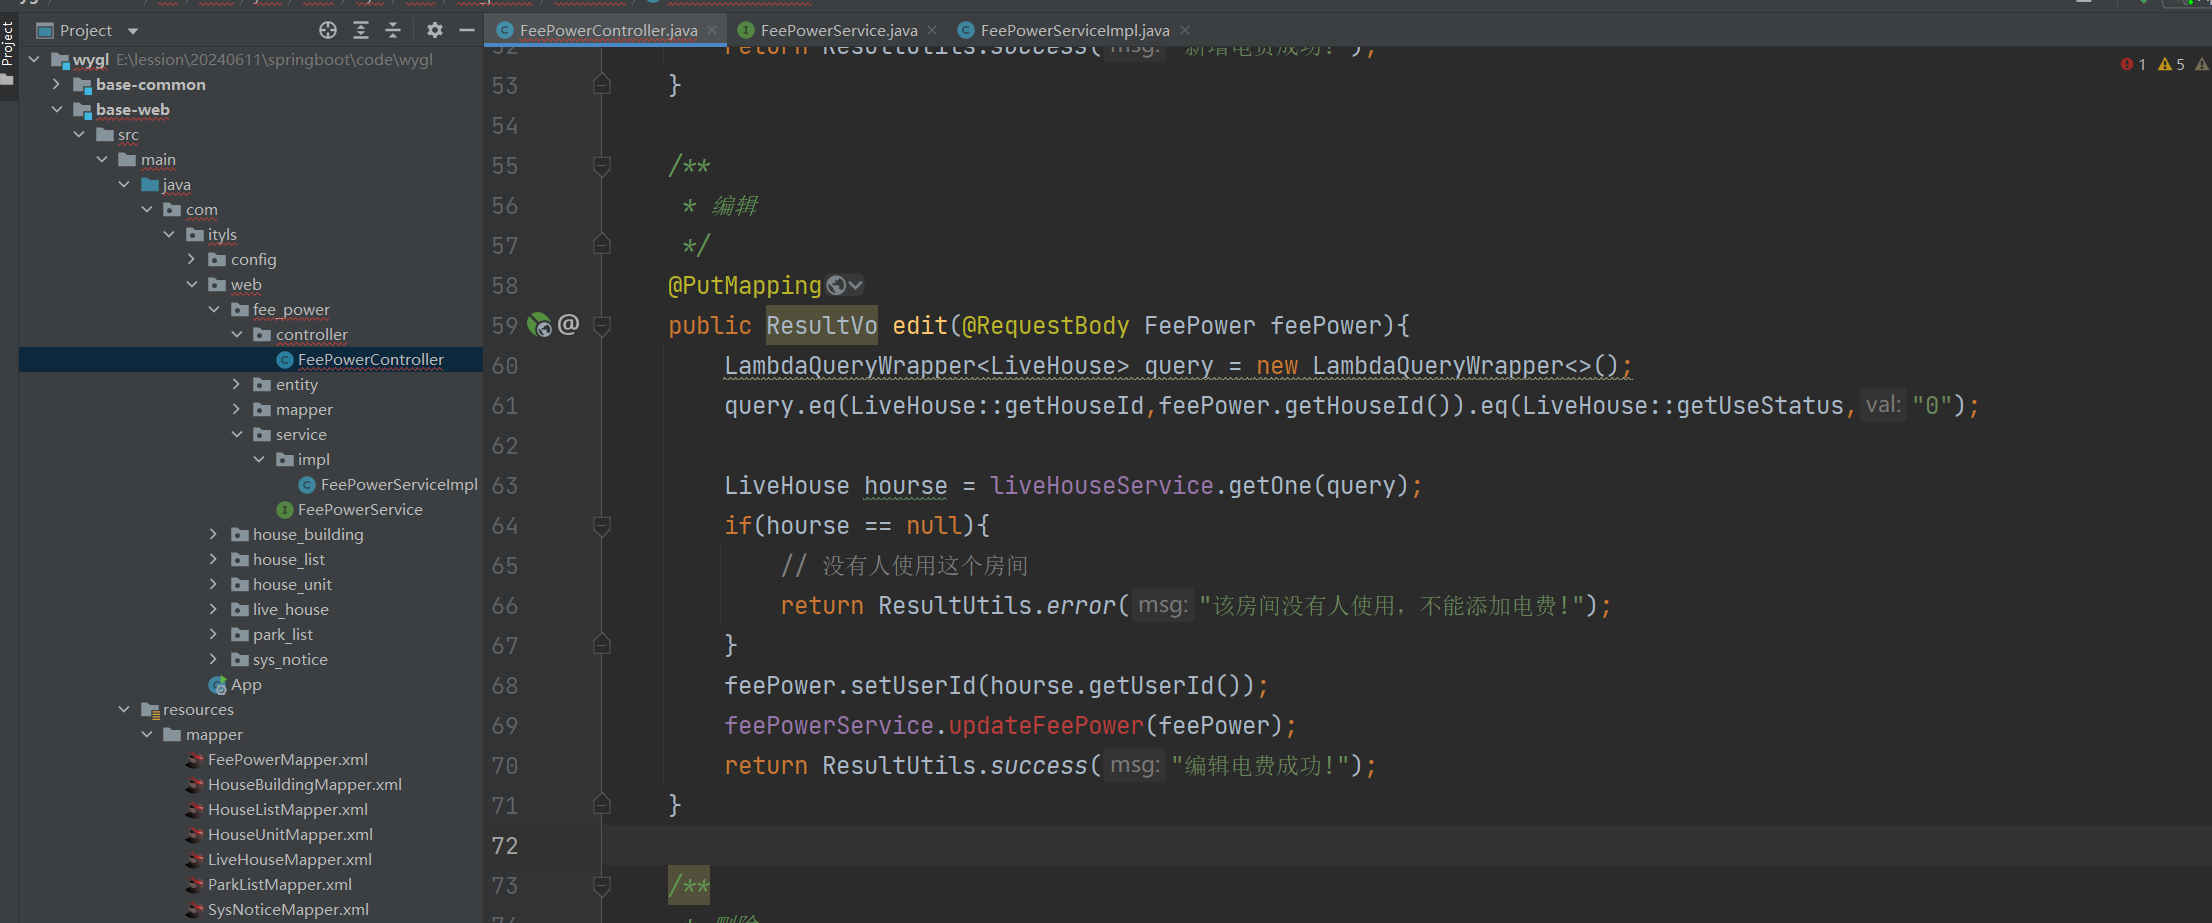 Project
FeePowerController.java
FeePowerService.java
FeePowerServiceImpl.java
Project
wygl E:\lession\20240611\springboot\code\wygl
base-common
base-web
src
main
java
com
ityls
config
web
fee_power
controller
FeePowerController
entity
mapper
service
impl
FeePowerServiceImpl
FeePowerService
house_building
house_list
house_unit
live_house
park_list
sys_notice
App
resources
mapper
FeePowerMapper.xml
HouseBuildingMapper.xml
HouseListMapper.xml
HouseUnitMapper.xml
LiveHouseMapper.xml
ParkListMapper.xml
SysNoticeMapper.xml
1 5
52 return ResultUtils.success( msg: "新增电费成功!");
53 }
54
55 /**
56 * 编辑
57 */
58 @PutMapping
59 @ public ResultVo edit(@RequestBody FeePower feePower){
60 LambdaQueryWrapper<LiveHouse> query = new LambdaQueryWrapper<>();
61 query.eq(LiveHouse::getHouseId,feePower.getHouseId()).eq(LiveHouse::getUseStatus, val: "0");
62
63 LiveHouse hourse = liveHouseService.getOne(query);
64 if(hourse == null){
65 // 没有人使用这个房间
66 return ResultUtils.error( msg: "该房间没有人使用，不能添加电费!");
67 }
68 feePower.setUserId(hourse.getUserId());
69 feePowerService.updateFeePower(feePower);
70 return ResultUtils.success( msg: "编辑电费成功!");
71 }
72
73 /**
74 * 删除